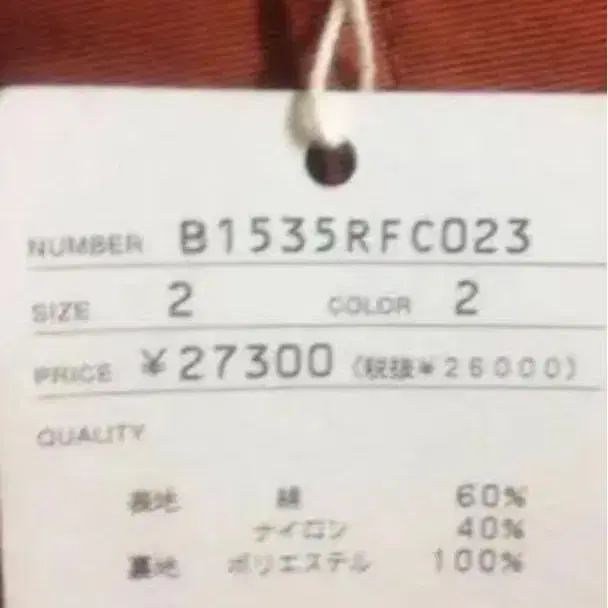 NUMBER B1535RFC023
SIZE 2 COLOR 2
PRICE ¥27300 (税抜¥26000)
QUALITY
表地 綿 60%
ナイロン 40%
裏地 ポリエステル 100%